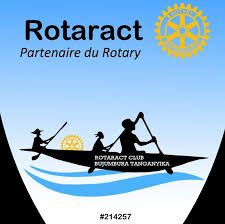 Rotaract
Partenaire du Rotary
ROTARACT CLUB
BUJUMBURA TANGANYIKA
#214257